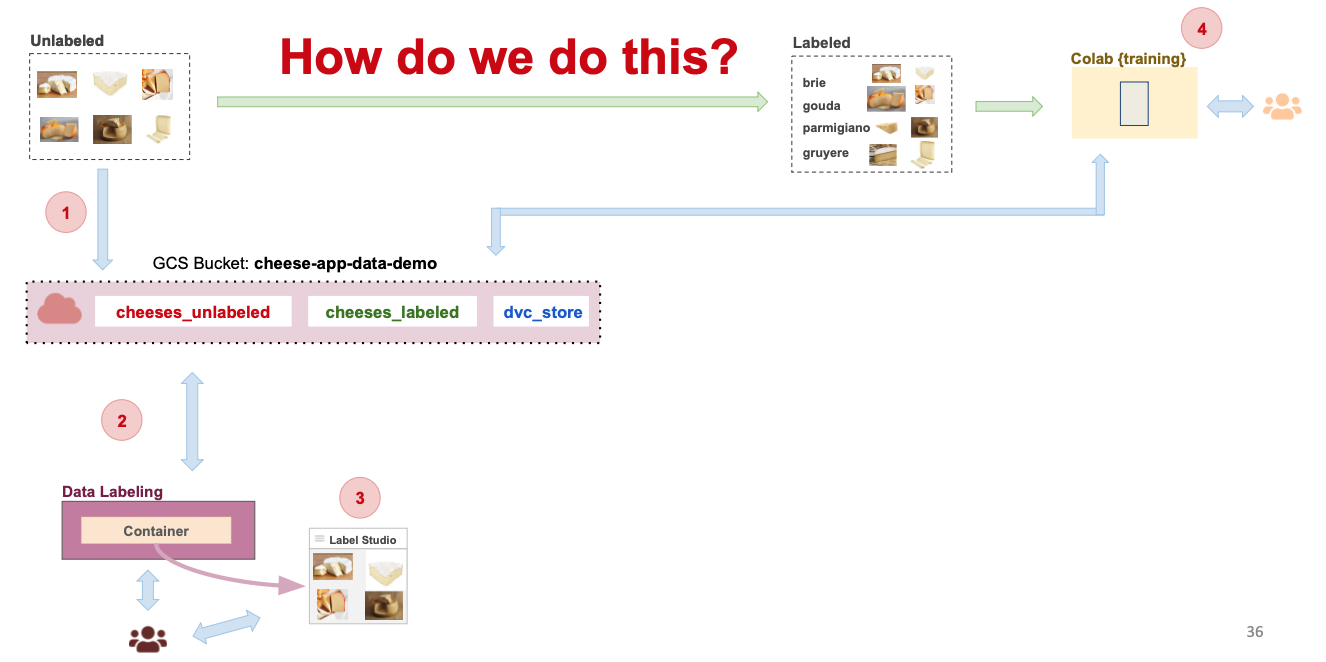 Unlabeled
How do we do this?
Labeled
brie
gouda
parmigiano
gruyere
4
Colab {training}
1
GCS Bucket: cheese-app-data-demo
cheeses_unlabeled
cheeses_labeled
dvc_store
2
Data Labeling
Container
3
Label Studio
36